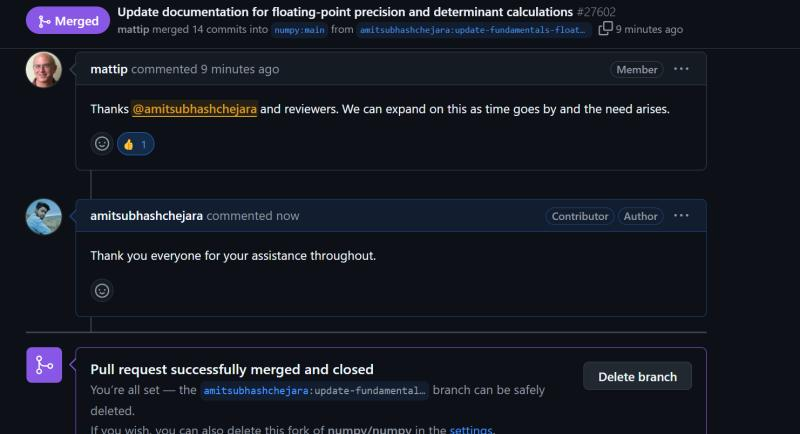 Merged
Update documentation for floating-point precision and determinant calculations #27602
mattip merged 14 commits into numpy:main from amitsubhashchejara:update-fundamentals-float… 9 minutes ago
mattip commented 9 minutes ago
Member
Thanks @amitsubhashchejara and reviewers. We can expand on this as time goes by and the need arises.
👍 1
amitsubhashchejara commented now
Contributor Author
Thank you everyone for your assistance throughout.
Pull request successfully merged and closed
You're all set — the amitsubhashchejara:update-fundamental… branch can be safely
deleted.
Delete branch
If you wish, you can also delete this fork of numpy/numpy in the settings.